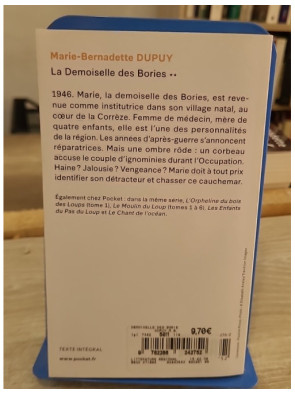 Marie-Bernadette DUPUY
La Demoiselle des Bories ••
1946. Marie, la demoiselle des Bories, est reve-
nue comme institutrice dans son village natal, au
cœur de la Corrèze. Femme de médecin, mère de
quatre enfants, elle est l'une des personnalités
de la région. Les années d'après-guerre s'annoncent
réparatrices. Mais une ombre rôde : un corbeau
accuse le couple d'ignominies durant l'Occupation.
Haine ? Jalousie ? Vengeance ? Marie doit à tout prix
identifier son détracteur et chasser ce cauchemar.
Également chez Pocket : dans la même série, L'Orpheline du bois
des Loups (tome 1), Le Moulin du Loup (tomes 1 à 6), Les Enfants
du Pas du Loup et Le Chant de l'océan.
DEMOISELLE DES BORIE
9,70€
TEXTE INTÉGRAL
www.pocket.fr